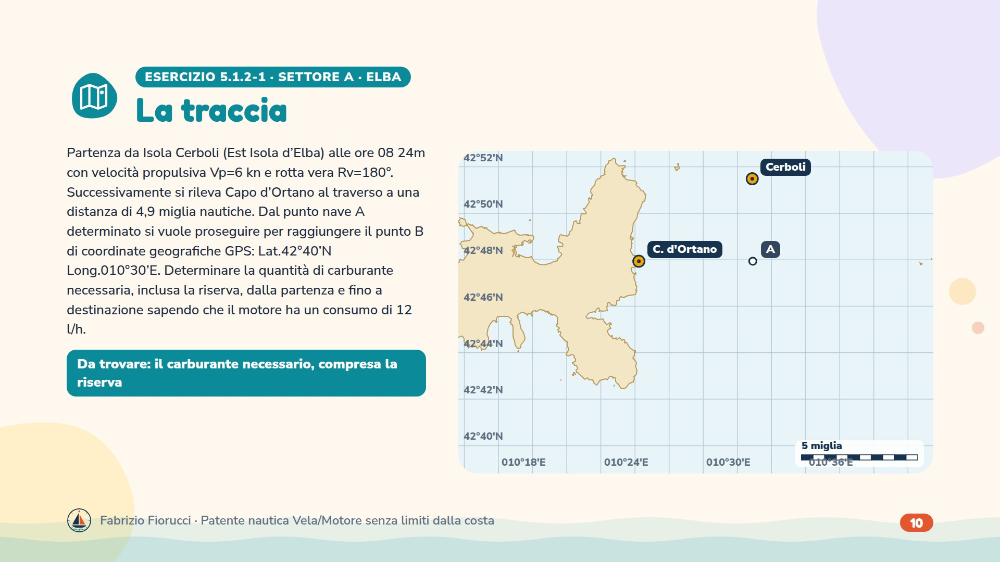 ESERCIZIO 5.1.2-1 · SETTORE A · ELBA
La traccia
Partenza da Isola Cerboli (Est Isola d’Elba) alle ore 08 24m
con velocità propulsiva Vp=6 kn e rotta vera Rv=180°.
Successivamente si rileva Capo d’Ortano al traverso a una
distanza di 4,9 miglia nautiche. Dal punto nave A
determinato si vuole proseguire per raggiungere il punto B
di coordinate geografiche GPS: Lat.42°40’N
Long.010°30’E. Determinare la quantità di carburante
necessaria, inclusa la riserva, dalla partenza e fino a
destinazione sapendo che il motore ha un consumo di 12
l/h.
Da trovare: il carburante necessario, compresa la
riserva
42°52'N
Cerboli
42°50'N
42°48'N
C. d'Ortano
A
42°46'N
42°44'N
42°42'N
42°40'N
5 miglia
010°18'E
010°24'E
010°30'E
010°36'E
Fabrizio Fiorucci · Patente nautica Vela/Motore senza limiti dalla costa
10